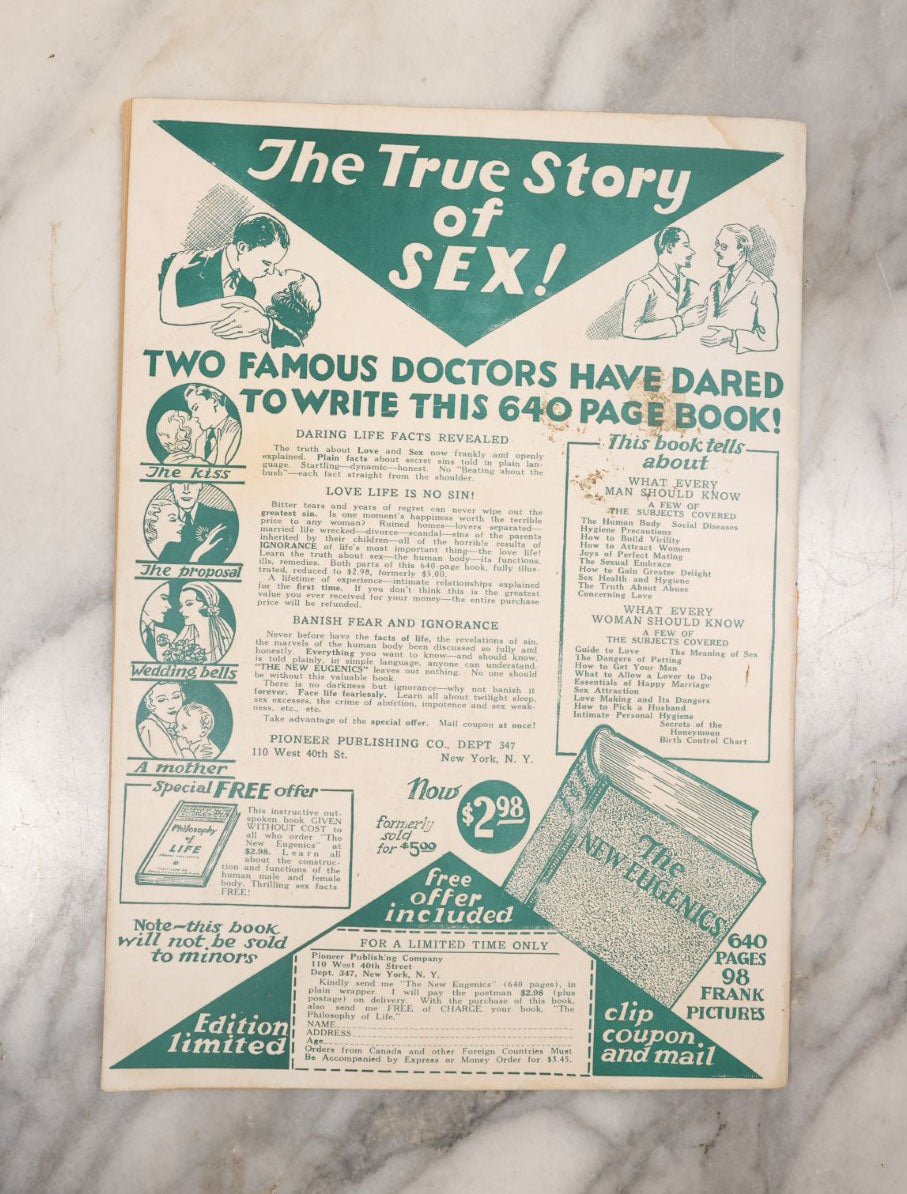 The True Story
of
SEX!
TWO FAMOUS DOCTORS HAVE DARED
TO WRITE THIS 640 PAGE BOOK!
The kiss
The proposal
Wedding bells
A mother
DARING LIFE FACTS REVEALED
The truth about Love and Sex now frankly and openly
explained. Plain facts about secret sins told in plain lan-
guage. Startling—dynamic—honest. No "Beating about the
bush"—each fact straight from the shoulder.
LOVE LIFE IS NO SIN!
Bitter tears and years of regret can never wipe out the
greatest sin. Is one moment's happiness worth the terrible
price to any woman? Ruined homes—lovers separated—
married life wrecked—divorce—scandal—sins of the parents
inherited by their children—all of the horrible results of
IGNORANCE of life's most important thing—the love life!
Learn the truth about sex—the human body—its functions,
ills, remedies. Both parts of this 640 page book, fully illus-
trated, reduced to $2.98, formerly $5.00.
A lifetime of experience—intimate relationships explained
for the first time. If you don't think this is the greatest
value you ever received for your money—the entire purchase
price will be refunded.
BANISH FEAR AND IGNORANCE
Never before have the facts of life, the revelations of sin,
the marvels of the human body been discussed so fully and
honestly. Everything you want to know—and should know,
is told plainly, in simple language, anyone can understand.
"THE NEW EUGENICS" leaves out nothing. No one should
be without this valuable book.
There is no darkness but ignorance—why not banish it
forever. Face life fearlessly. Learn all about twilight sleep,
sex excesses, the crime of abortion, impotence and sex weak-
ness, etc., etc.
Take advantage of the special offer. Mail coupon at once!
PIONEER PUBLISHING CO., DEPT 347
110 West 40th St. New York, N. Y.
This book tells
about
WHAT EVERY
MAN SHOULD KNOW
A FEW OF
THE SUBJECTS COVERED
The Human Body Social Diseases
Hygiene Precautions
How to Build Virility
How to Attract Women
Joys of Perfect Mating
The Sexual Embrace
How to Gain Greater Delight
Sex Health and Hygiene
The Truth About Abuse
Concerning Love
WHAT EVERY
WOMAN SHOULD KNOW
A FEW OF
THE SUBJECTS COVERED
Guide to Love The Meaning of Sex
The Dangers of Petting
How to Get Your Man
What to Allow a Lover to Do
Essentials of Happy Marriage
Sex Attraction
Love Making and Its Dangers
How to Pick a Husband
Intimate Personal Hygiene
Secrets of the
Honeymoon
Birth Control Chart
Special FREE offer
Philosophy
of
LIFE
This instructive out-
spoken book GIVEN
WITHOUT COST to
all who order "The
New Eugenics" at
$2.98. Learn all
about the construc-
tion and functions of the
human male and female
body. Thrilling sex facts
FREE!
Now
$2.98
formerly
sold
for $5.00
The
NEW EUGENICS
640
PAGES
98
FRANK
PICTURES
Note—this book
will not be sold
to minors
free
offer
included
FOR A LIMITED TIME ONLY
Pioneer Publishing Company
110 West 40th Street
Dept. 347, New York, N. Y.
Kindly send me "The New Eugenics" (640 pages), in
plain wrapper. I will pay the postman $2.98 (plus
postage) on delivery. With the purchase of this book,
also send me FREE of CHARGE your book, "The
Philosophy of Life."
NAME
ADDRESS
Age
Orders from Canada and other Foreign Countries Must
Be Accompanied by Express or Money Order for $3.45.
Edition
limited
clip
coupon
and mail